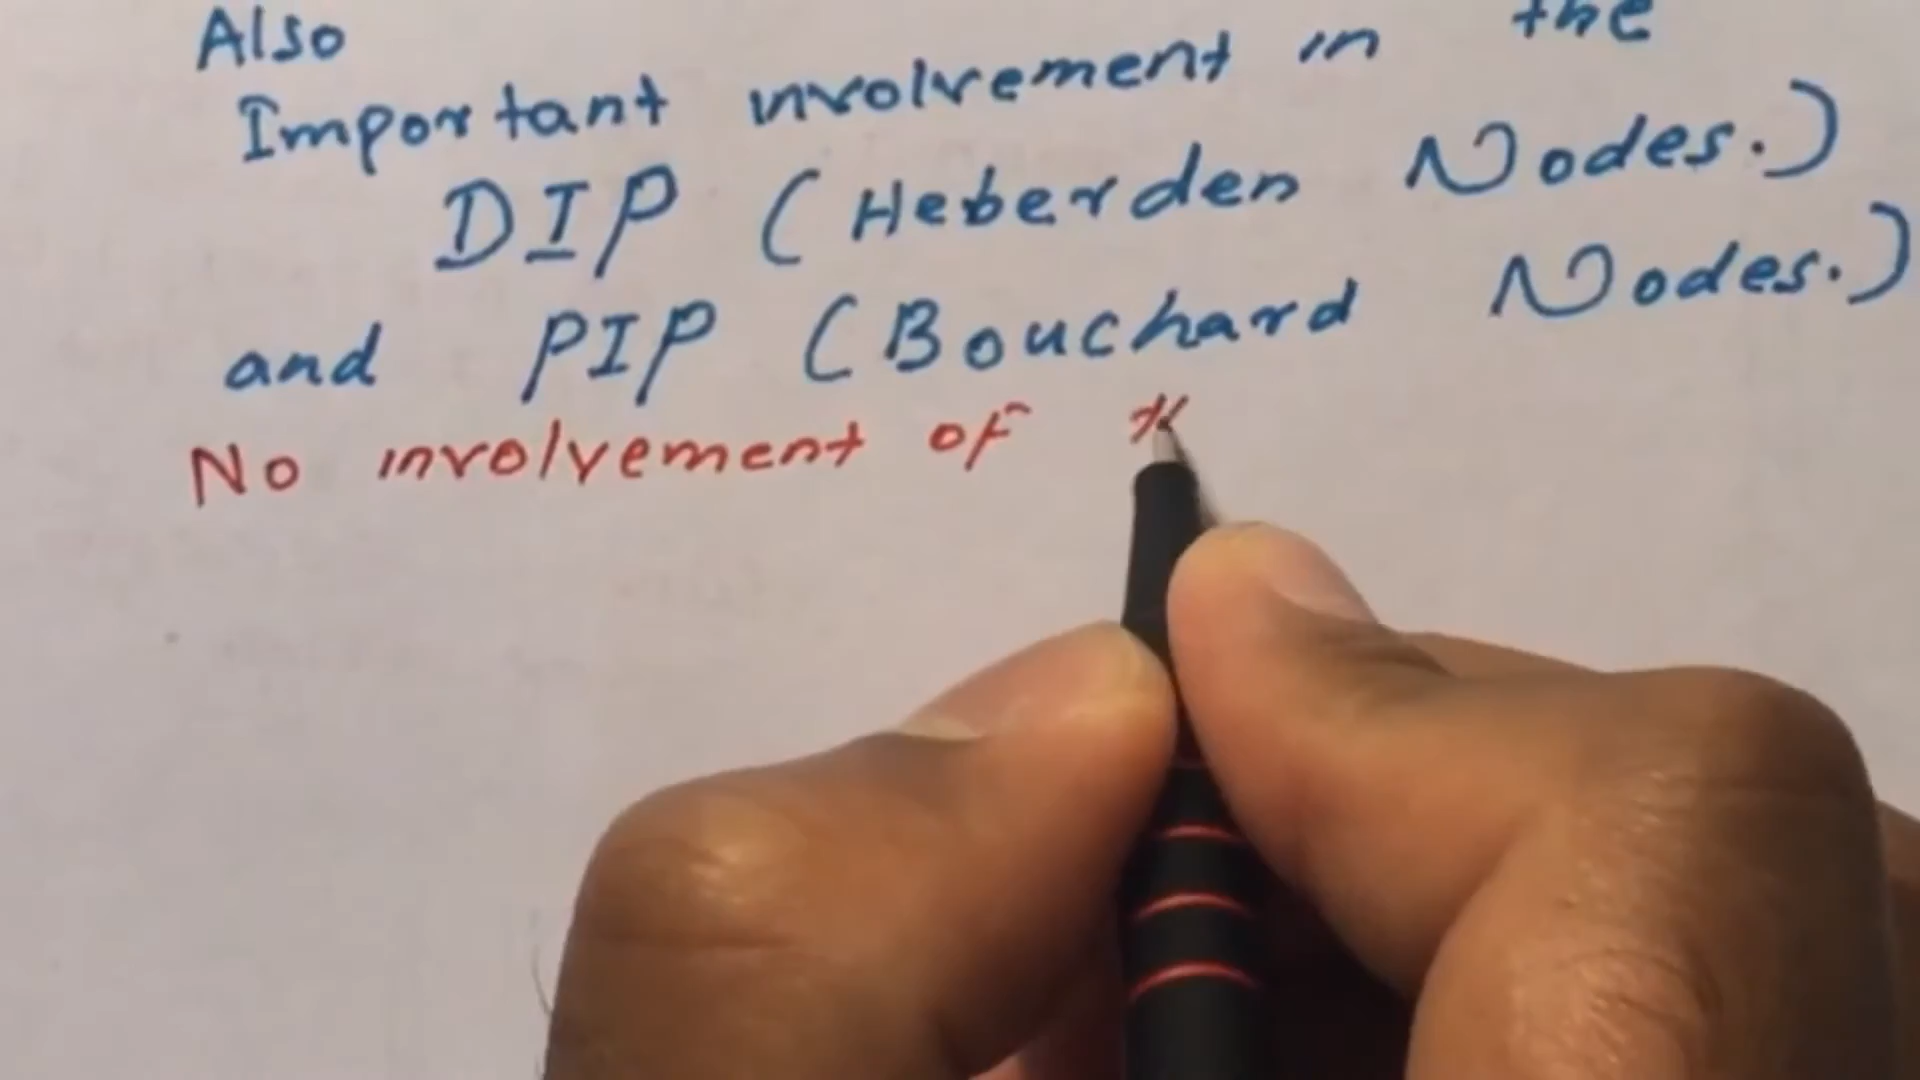 Also
Important involvement in the
DIP (Heberden Nodes.)
and PIP (Bouchard Nodes.)
No involvement of